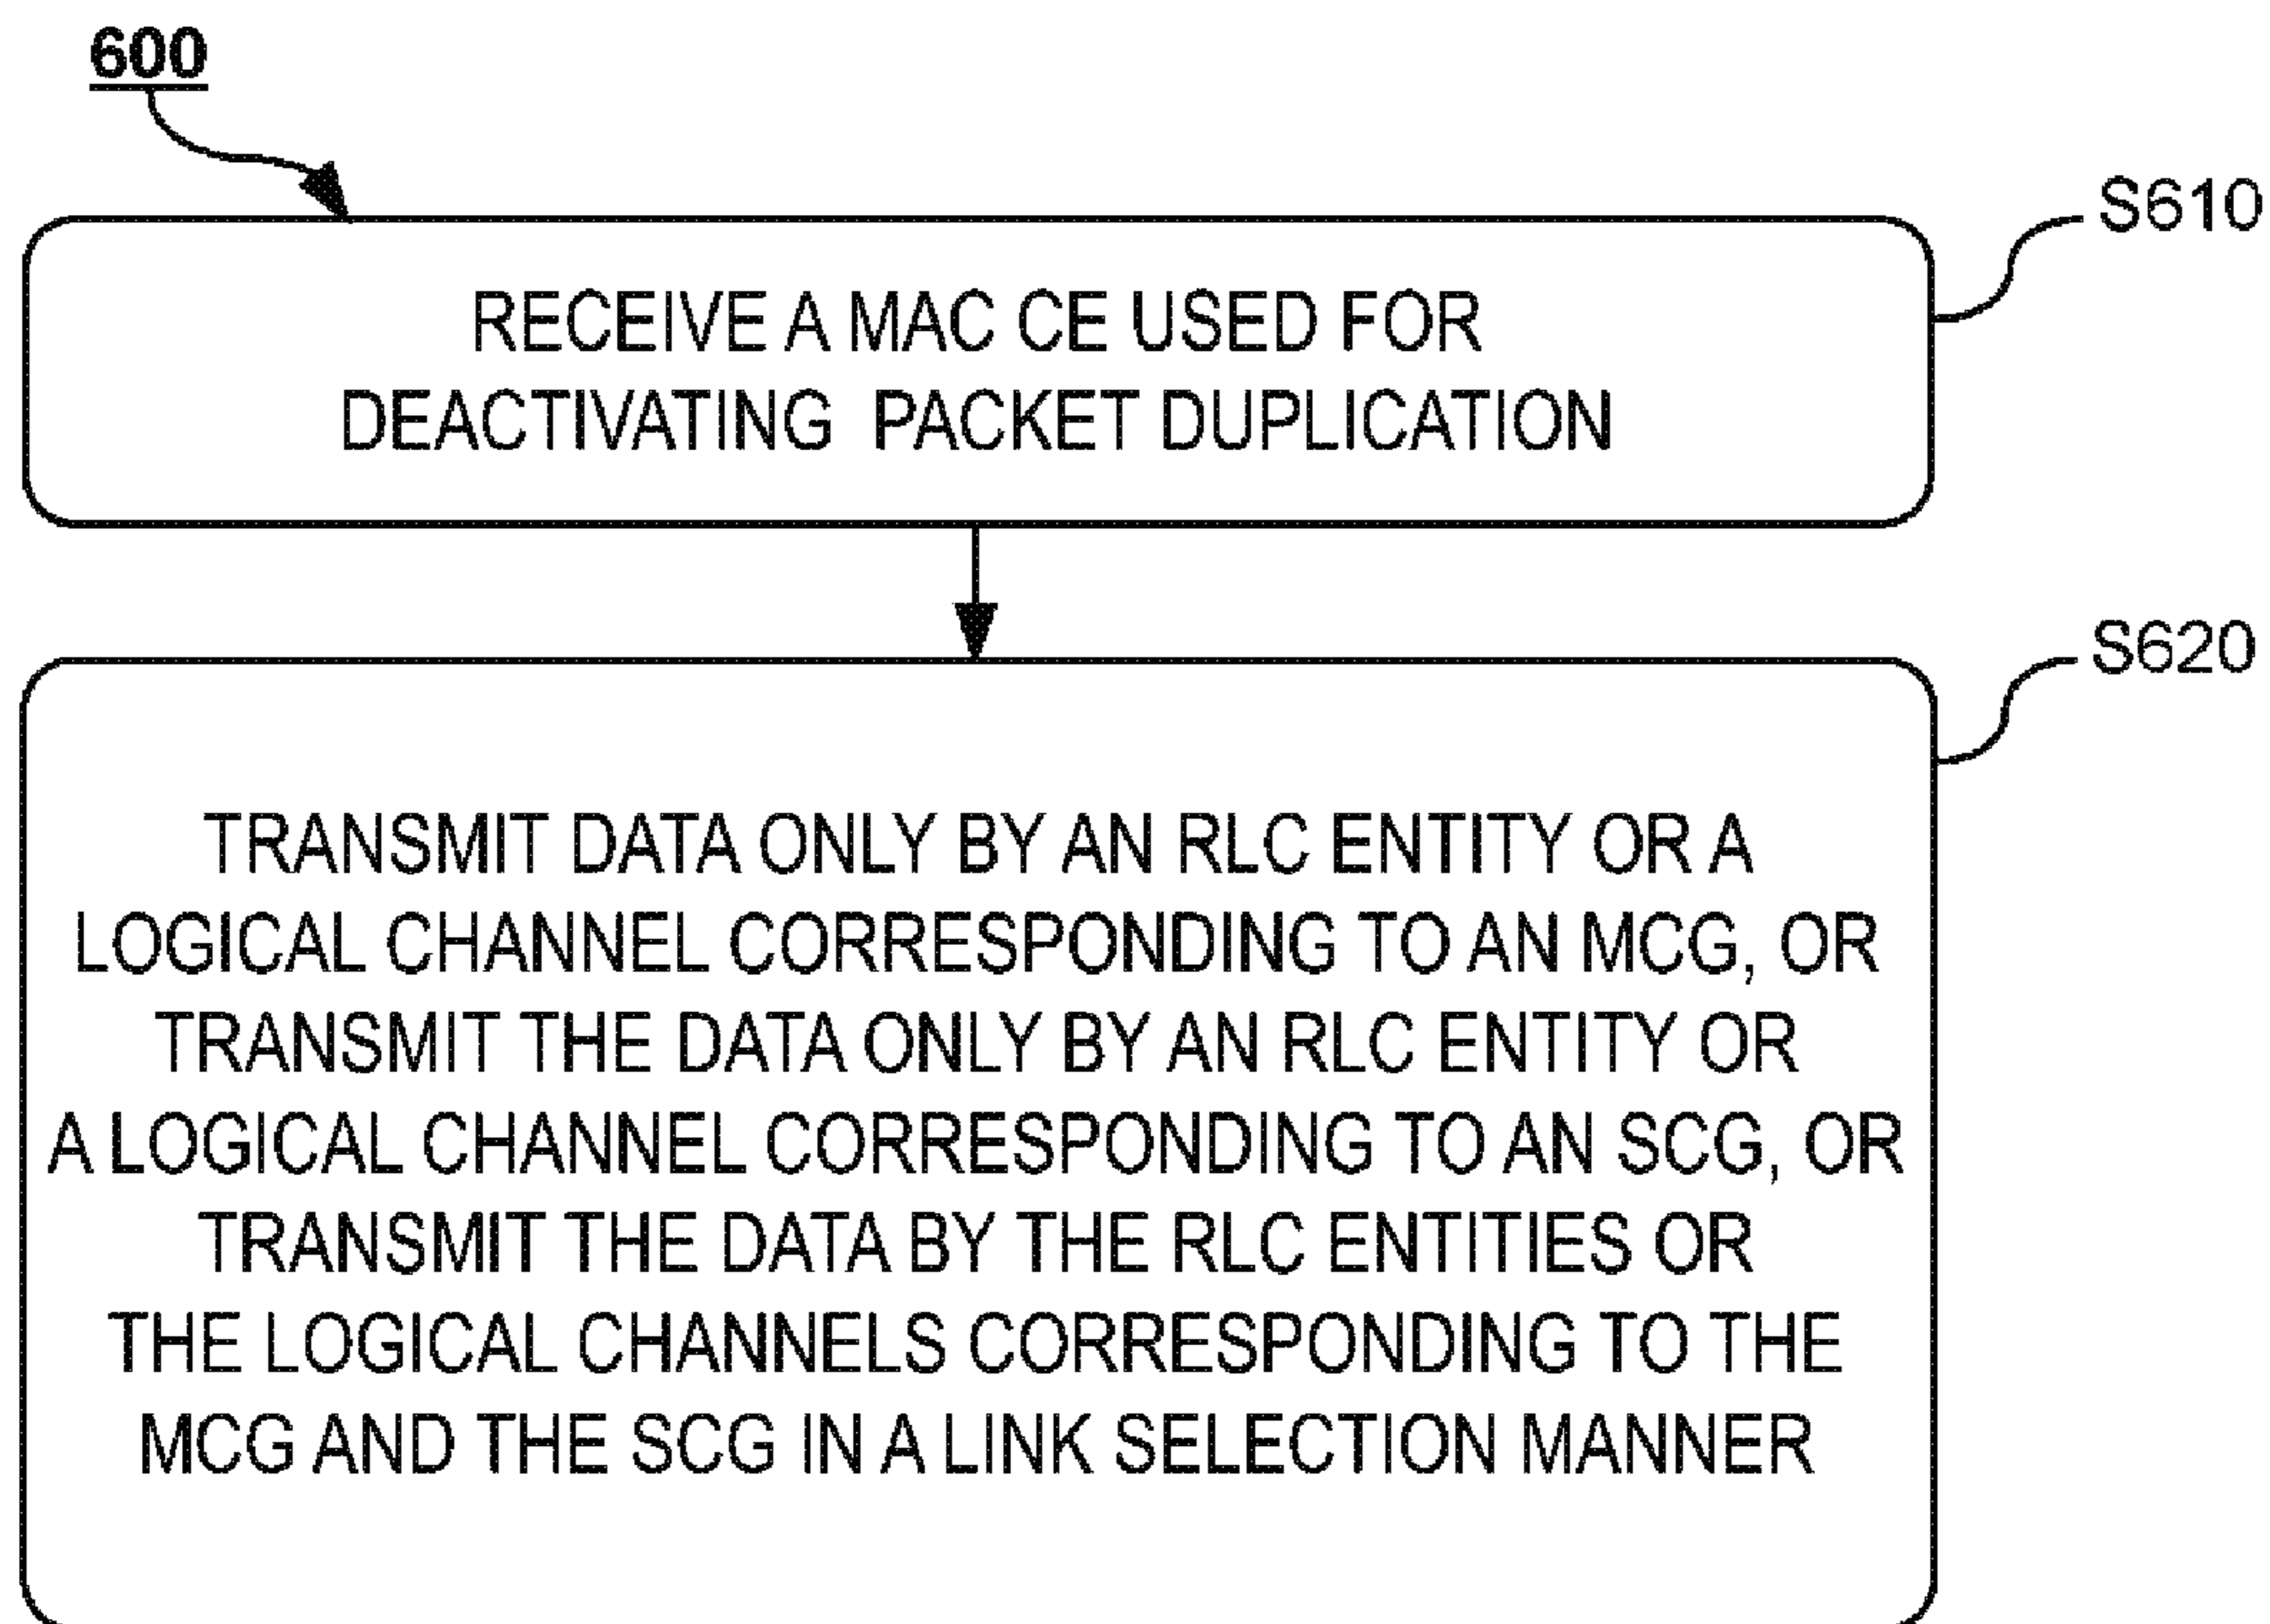 600
S610
RECEIVE A MAC CE USED FOR
DEACTIVATING PACKET DUPLICATION
S620
TRANSMIT DATA ONLY BY AN RLC ENTITY OR A
LOGICAL CHANNEL CORRESPONDING TO AN MCG, OR
TRANSMIT THE DATA ONLY BY AN RLC ENTITY OR
A LOGICAL CHANNEL CORRESPONDING TO AN SCG, OR
TRANSMIT THE DATA BY THE RLC ENTITIES OR
THE LOGICAL CHANNELS CORRESPONDING TO THE
MCG AND THE SCG IN A LINK SELECTION MANNER